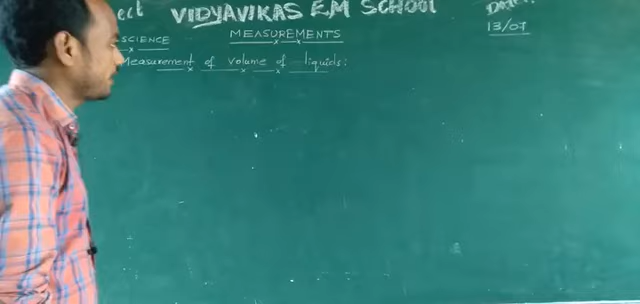 ect VIDYAVIKAS E.M SCHOOL
Date:
13/07
SCIENCE
MEASUREMENTS
Measurement of volume of liquids: